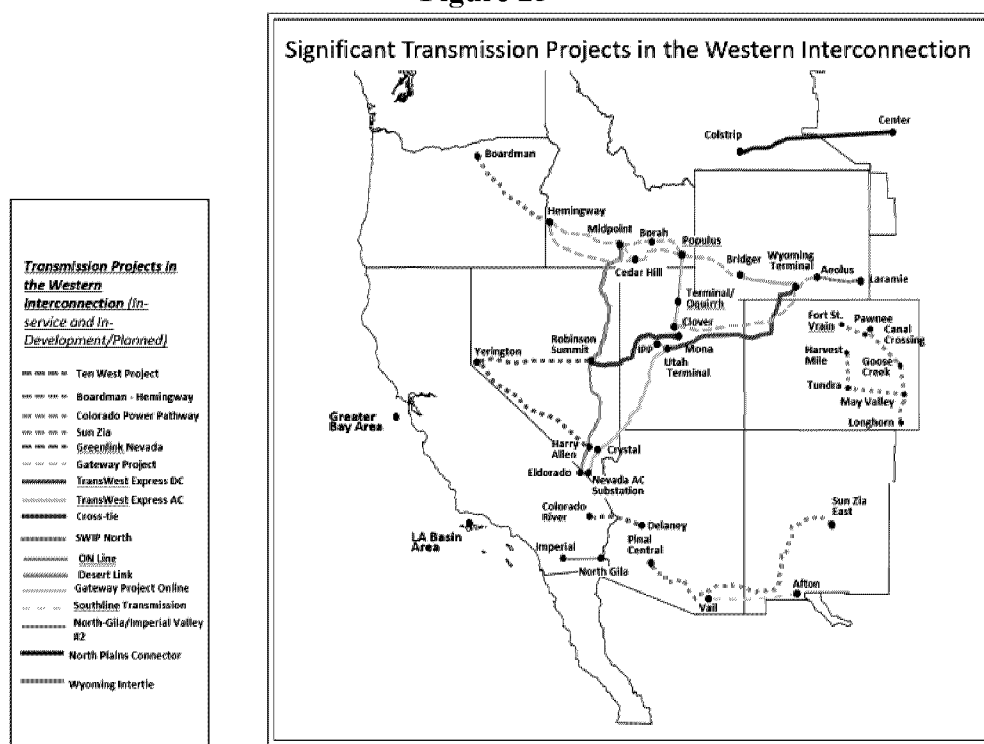 Significant Transmission Projects in the Western Interconnection
Center
Colstrip
Boardman
Hemingway
Midpoint
Borah
Populus
Cedar Hill
Bridger
Wyoming
Terminal
Aeolus
Laramie
Terminal/
Oquirrh
Clover
Fort St.
Vrain
Pawnee
Canal
Crossing
Robinson
Summit
Yerington
IPP
Mona
Utah
Terminal
Harvest
Mile
Goose
Creek
Tundra
May Valley
Longhorn
Greater
Bay Area
Harry
Allen
Crystal
Eldorado
Nevada AC
Substation
Colorado
River
Delaney
Sun Zia
East
LA Basin
Area
Imperial
North Gila
Pinal
Central
Vail
Afton
Transmission Projects in
the Western
Interconnection (In-
service and In-
Development/Planned)
Ten West Project
Boardman - Hemingway
Colorado Power Pathway
Sun Zia
Greenlink Nevada
Gateway Project
TransWest Express DC
TransWest Express AC
Cross-tie
SWIP North
ON Line
Desert Link
Gateway Project Online
Southline Transmission
North-Gila/Imperial Valley
#2
North Plains Connector
Wyoming Intertie